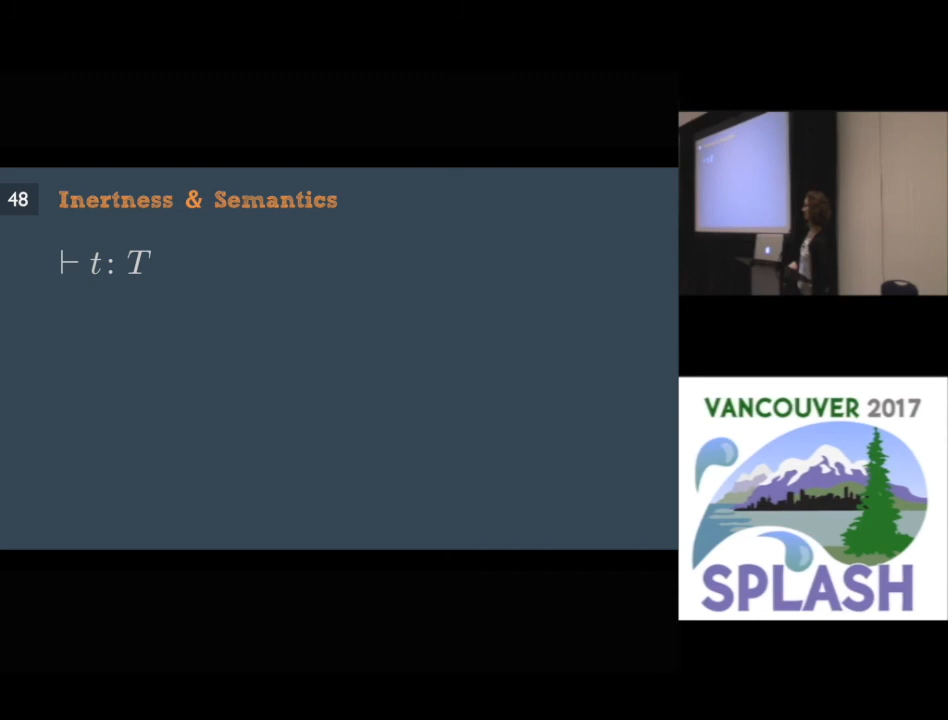 48
Inertness & Semantics
⊢ t : T
VANCOUVER 2017
SPLASH